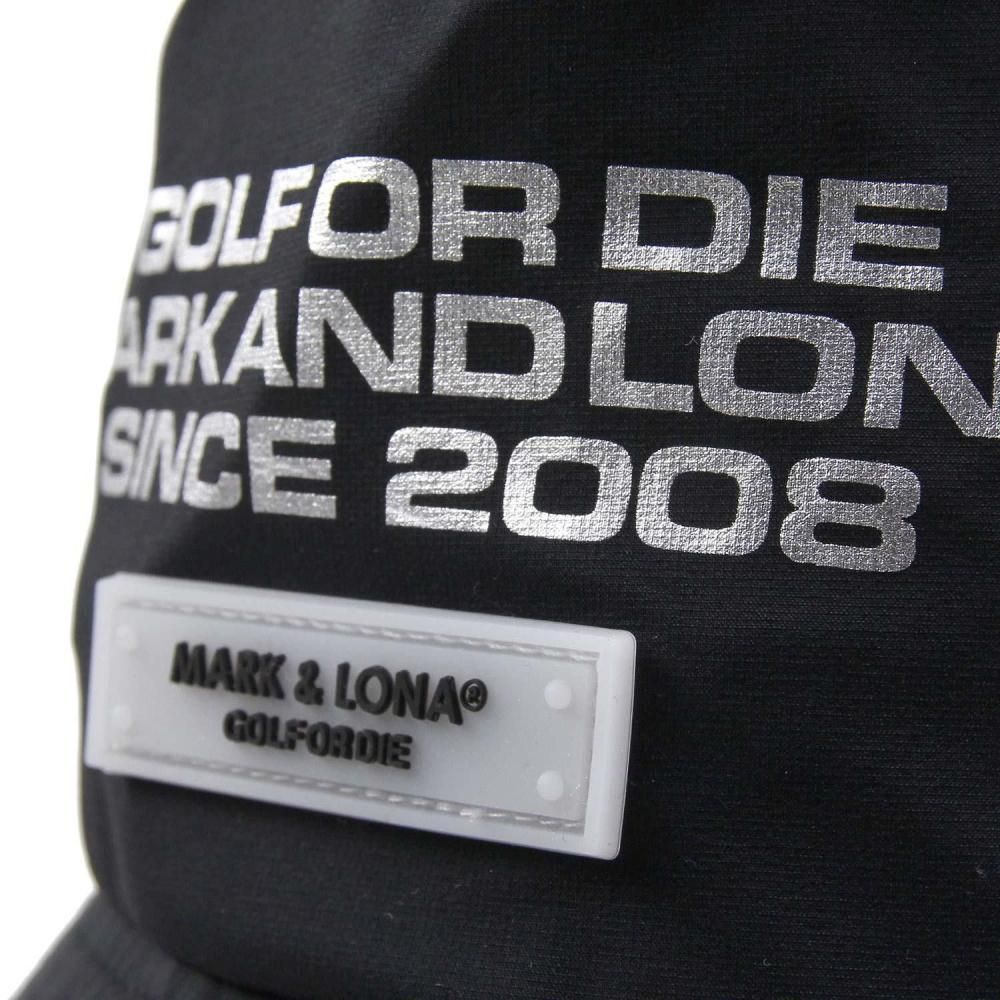 GOLFOR DIE
ARKANDLON
SINCE 2008
MARK & LONA®
GOLFORDIE